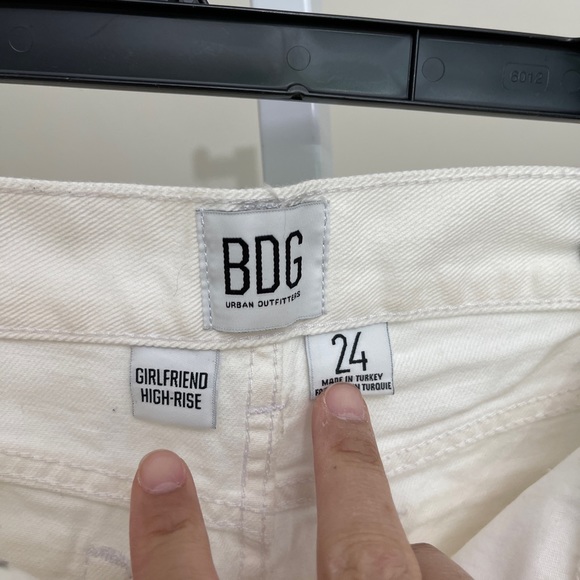 8012
BDG
URBAN OUTFITTERS
GIRLFRIEND
HIGH-RISE
24
MADE IN TURKEY
TURQUIE